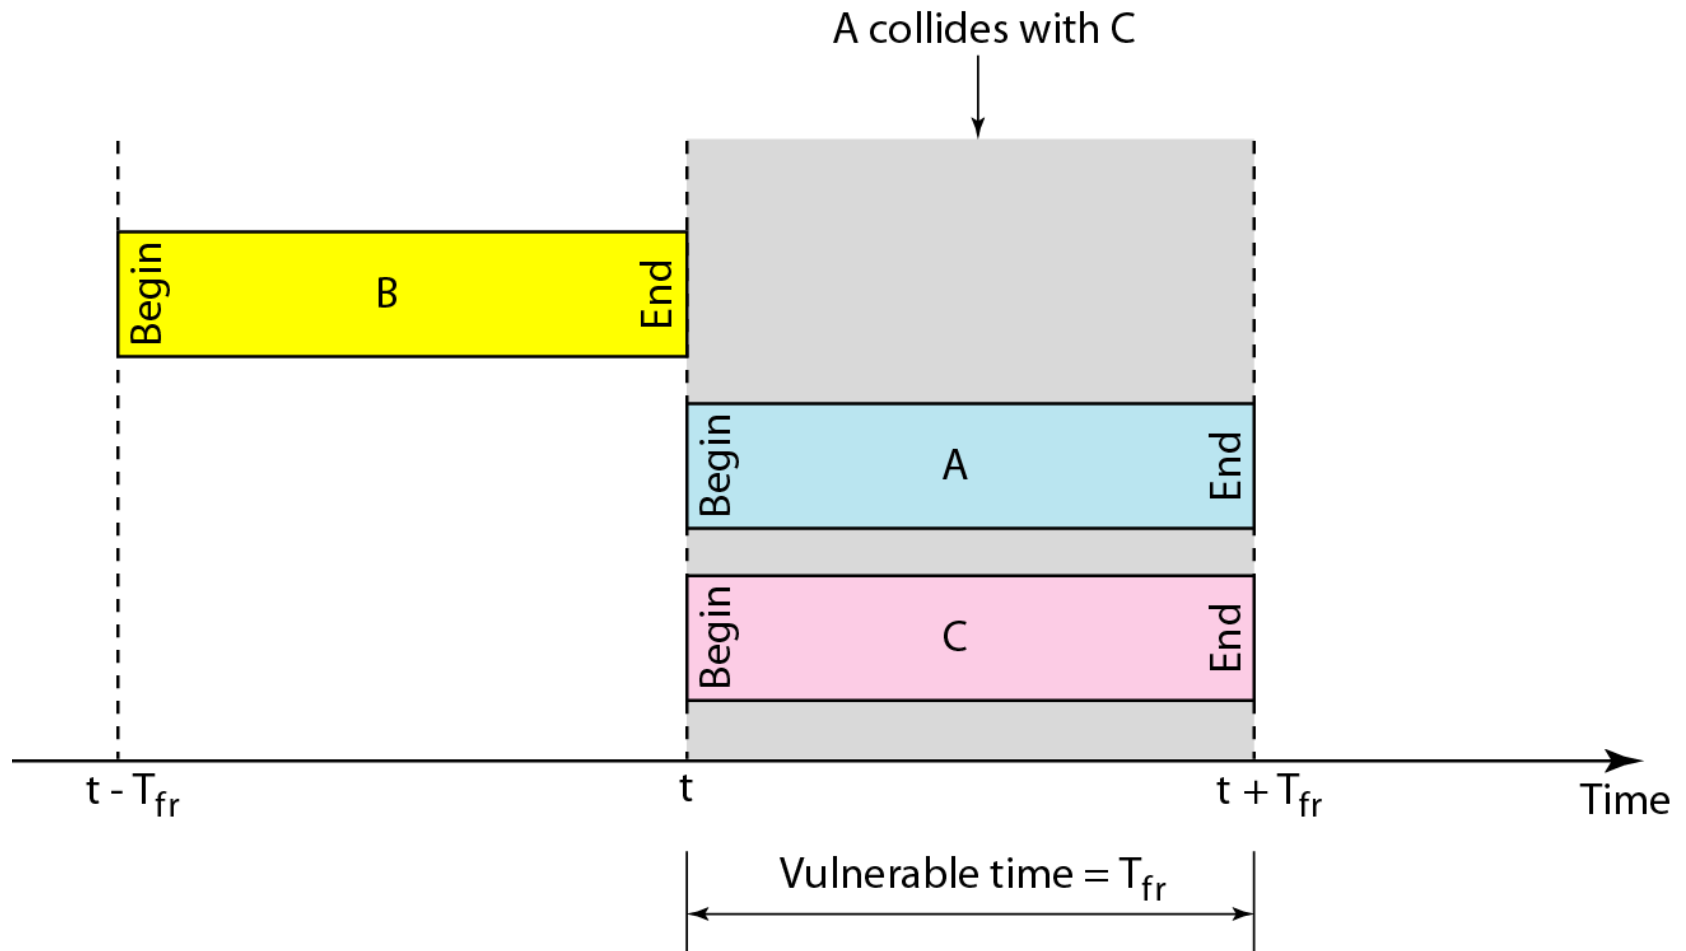 A collides with C
Begin
B
End
Begin
A
End
Begin
C
End
t - Tfr
t
t + Tfr
Time
Vulnerable time = Tfr